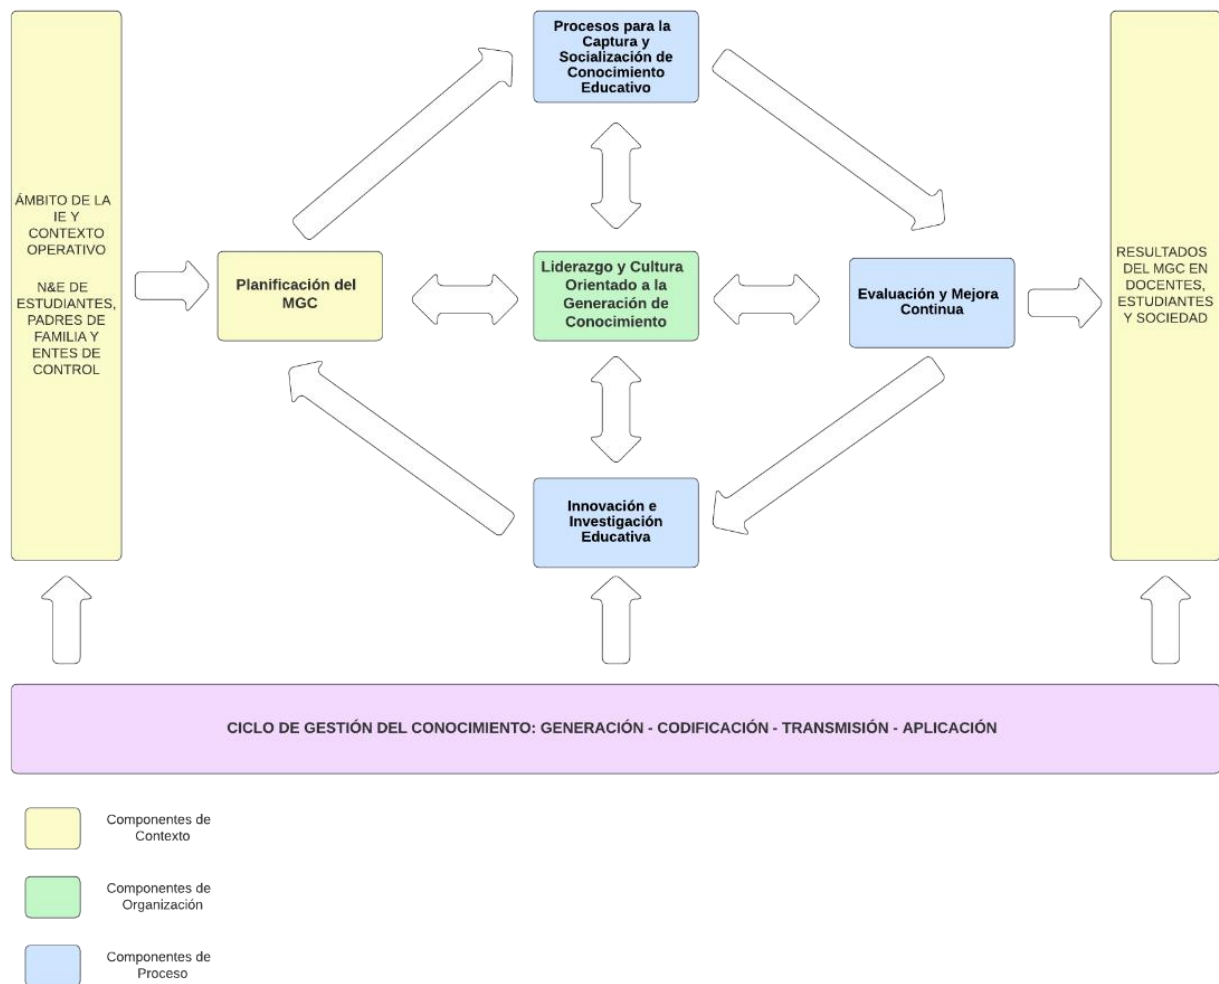 Procesos para la
Captura y
Socialización de
Conocimiento
Educativo
ÁMBITO DE LA
IE Y
CONTEXTO
OPERATIVO
N&E DE
ESTUDIANTES,
PADRES DE
FAMILIA Y
ENTES DE
CONTROL
Planificación del
MGC
Liderazgo y Cultura
Orientado a la
Generación de
Conocimiento
Evaluación y Mejora
Continua
RESULTADOS
DEL MGC EN
DOCENTES,
ESTUDIANTES
Y SOCIEDAD
Innovación e
Investigación
Educativa
CICLO DE GESTIÓN DEL CONOCIMIENTO: GENERACIÓN - CODIFICACIÓN - TRANSMISIÓN - APLICACIÓN
Componentes de
Contexto
Componentes de
Organización
Componentes de
Proceso